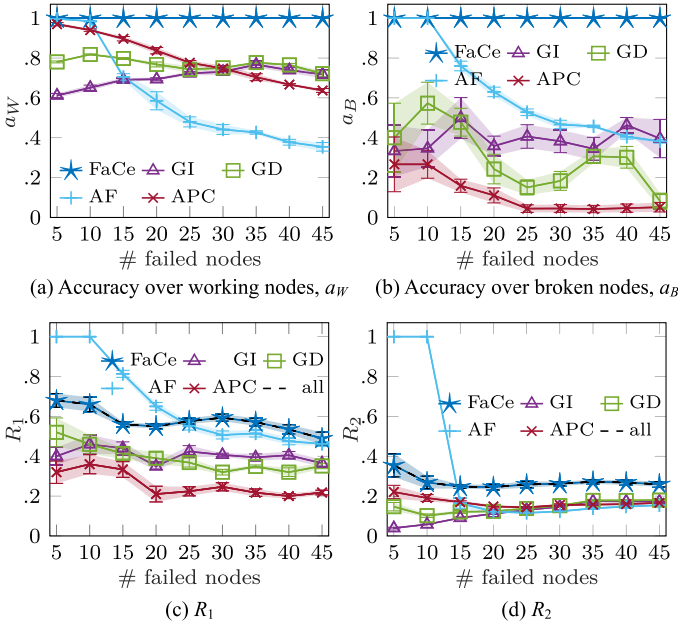 1
.8
.6
.4
.2
0
a_W
FaCe GI GD
AF APC
5 10 15 20 25 30 35 40 45
# failed nodes
(a) Accuracy over working nodes, a_W
1
.8
.6
.4
.2
0
a_B
FaCe GI GD
AF APC
5 10 15 20 25 30 35 40 45
# failed nodes
(b) Accuracy over broken nodes, a_B
1
.8
.6
.4
.2
0
R_1
FaCe GI GD
AF APC all
5 10 15 20 25 30 35 40 45
# failed nodes
(c) R_1
1
.8
.6
.4
.2
0
R_2
FaCe GI GD
AF APC all
5 10 15 20 25 30 35 40 45
# failed nodes
(d) R_2